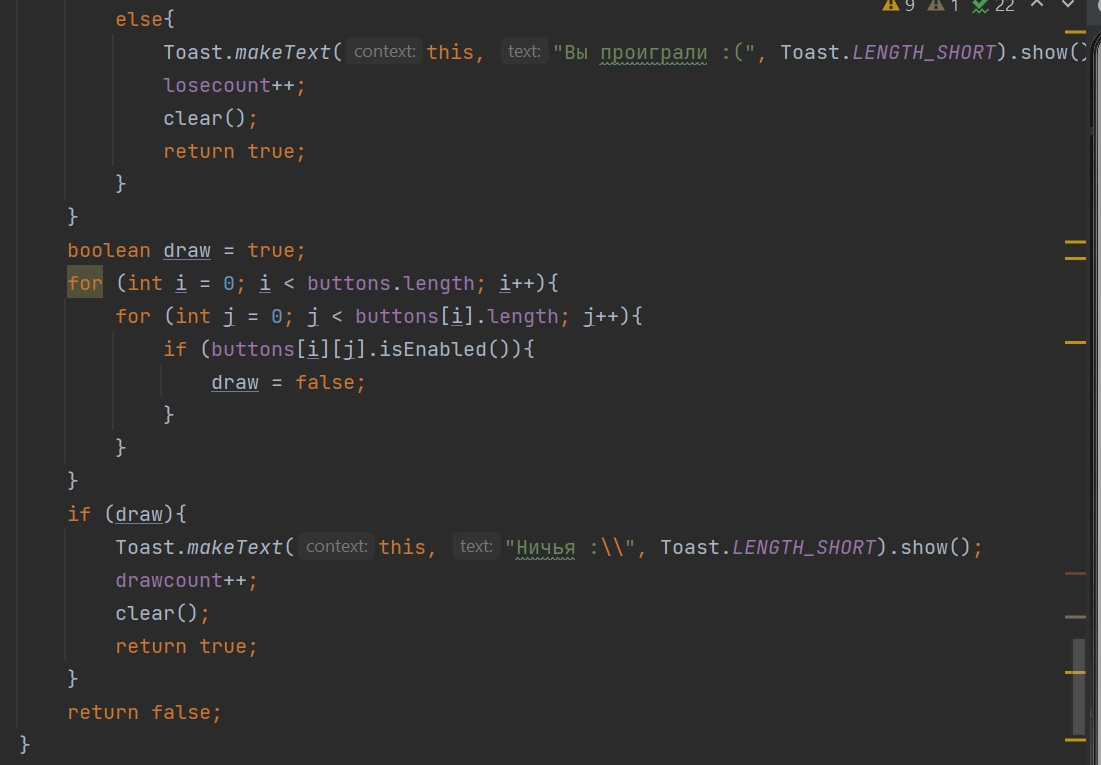 9 1 22
else{
Toast.makeText( context: this, text: "Вы проиграли :(", Toast.LENGTH_SHORT).show()
losecount++;
clear();
return true;
}
}
boolean draw = true;
for (int i = 0; i < buttons.length; i++){
for (int j = 0; j < buttons[i].length; j++){
if (buttons[i][j].isEnabled()){
draw = false;
}
}
}
if (draw){
Toast.makeText( context: this, text: "Ничья :\\", Toast.LENGTH_SHORT).show();
drawcount++;
clear();
return true;
}
return false;
}